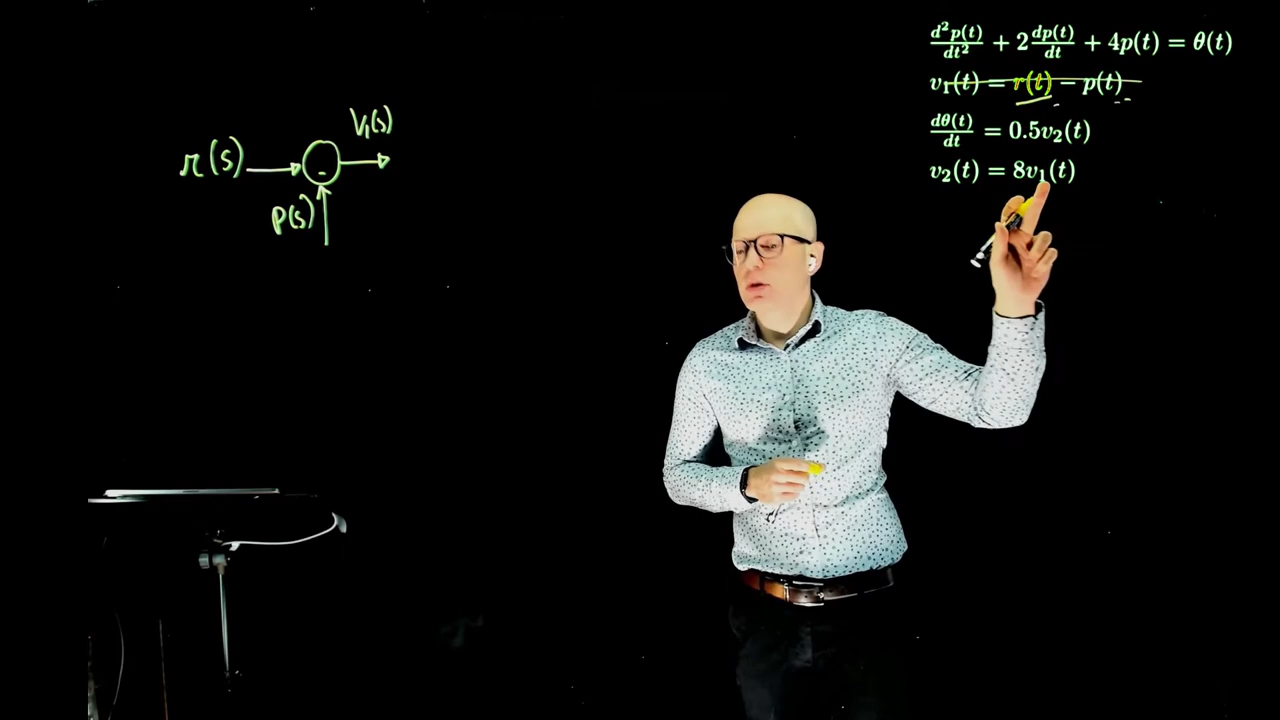 d²p(t)/dt² + 2 dp(t)/dt + 4p(t) = θ(t)
v₁(t) = r(t) − p(t)
dθ(t)/dt = 0.5v₂(t)
v₂(t) = 8v₁(t)
V₁(s)
r(s)
-
P(s)